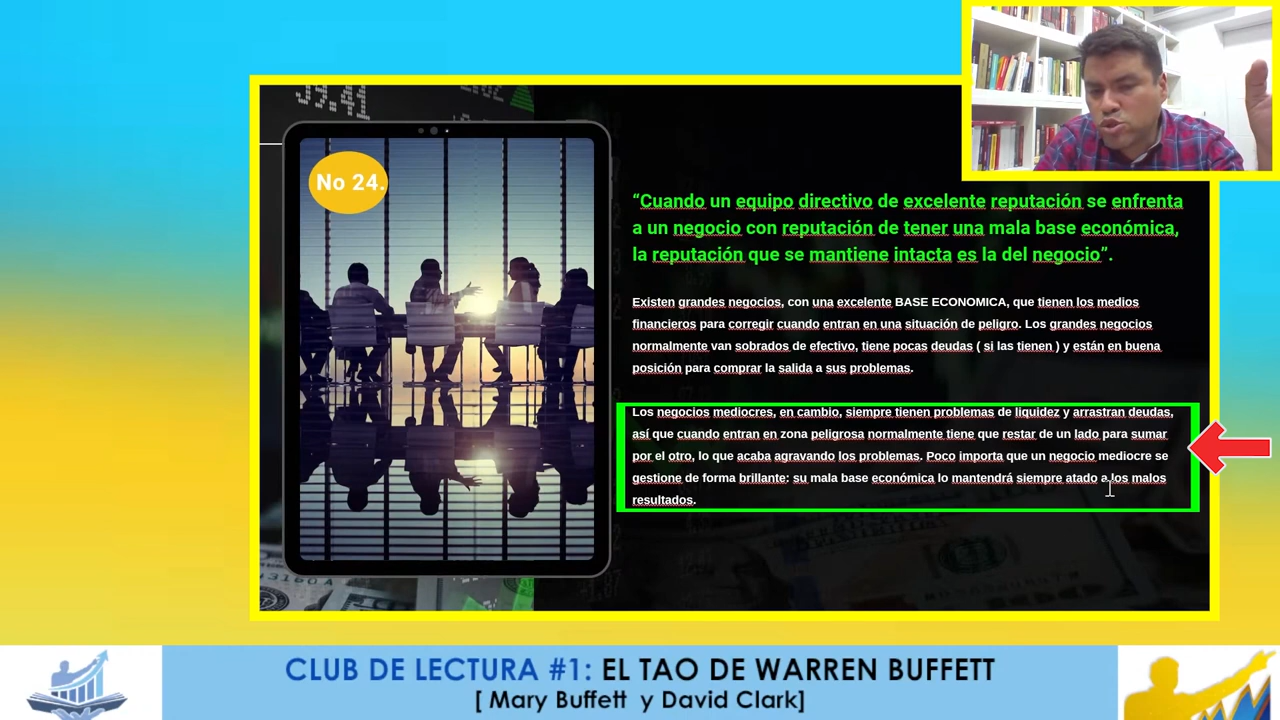 No 24.
“Cuando un equipo directivo de excelente reputación se enfrenta
a un negocio con reputación de tener una mala base económica,
la reputación que se mantiene intacta es la del negocio”.
Existen grandes negocios, con una excelente BASE ECONOMICA, que tienen los medios
financieros para corregir cuando entran en una situación de peligro. Los grandes negocios
normalmente van sobrados de efectivo, tiene pocas deudas ( si las tienen ) y están en buena
posición para comprar la salida a sus problemas.
Los negocios mediocres, en cambio, siempre tienen problemas de liquidez y arrastran deudas,
así que cuando entran en zona peligrosa normalmente tiene que restar de un lado para sumar
por el otro, lo que acaba agravando los problemas. Poco importa que un negocio mediocre se
gestione de forma brillante: su mala base económica lo mantendrá siempre atado a los malos
resultados.
CLUB DE LECTURA #1: EL TAO DE WARREN BUFFETT
[ Mary Buffett y David Clark]